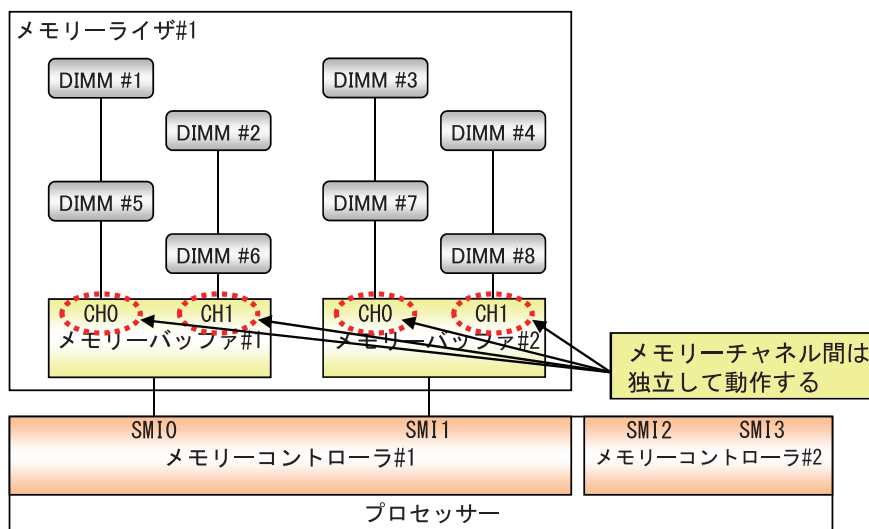 メモリーライザ#1
DIMM #1
DIMM #3
DIMM #2
DIMM #4
DIMM #5
DIMM #7
DIMM #6
DIMM #8
CH0
CH1
CH0
CH1
メモリーバッファ#1
メモリーバッファ#2
メモリーチャネル間は
独立して動作する
SMI0
SMI1
SMI2
SMI3
メモリーコントローラ#1
メモリーコントローラ#2
プロセッサー